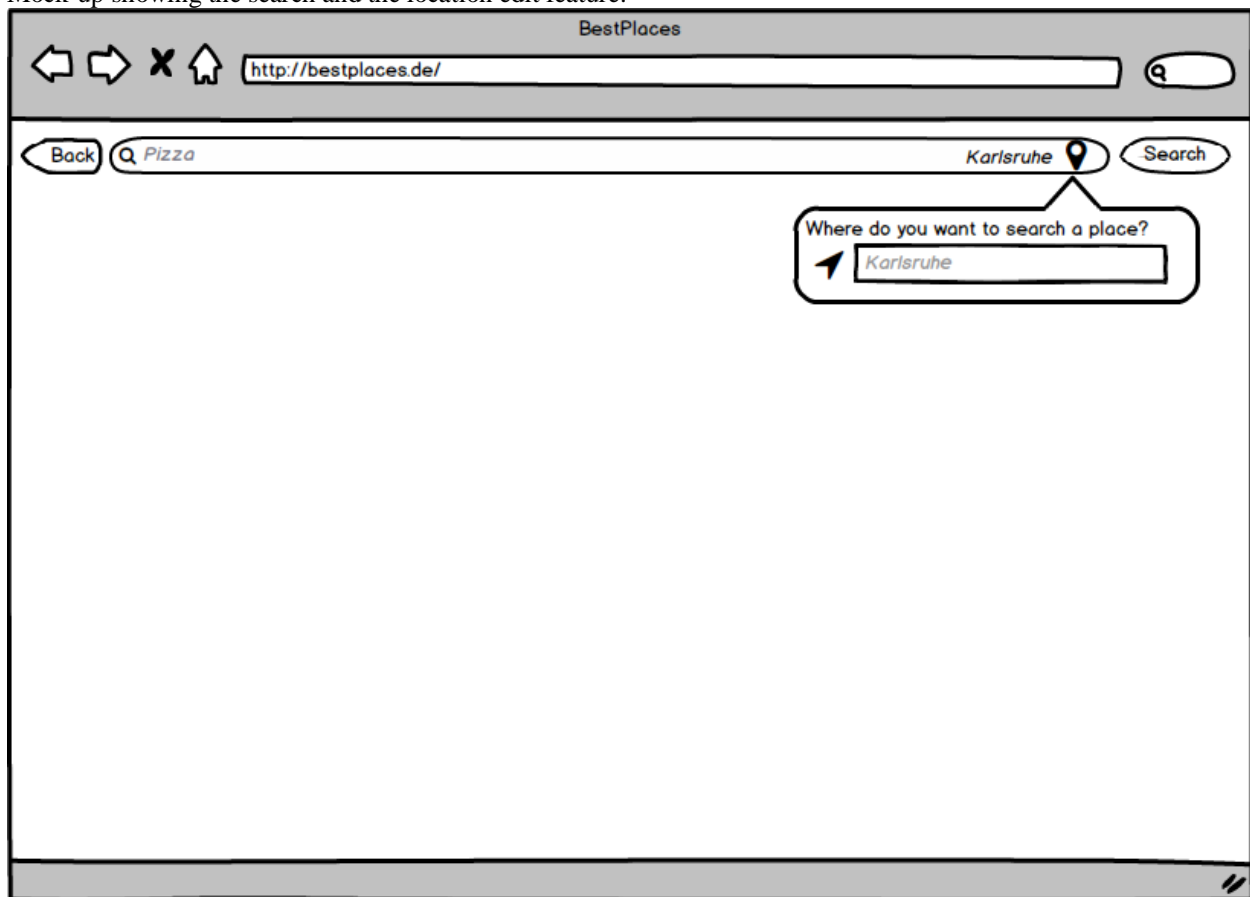 Mock-up showing the search and the location edit feature:
BestPlaces
http://bestplaces.de/
Back
Pizza
Karlsruhe
Search
Where do you want to search a place?
Karlsruhe